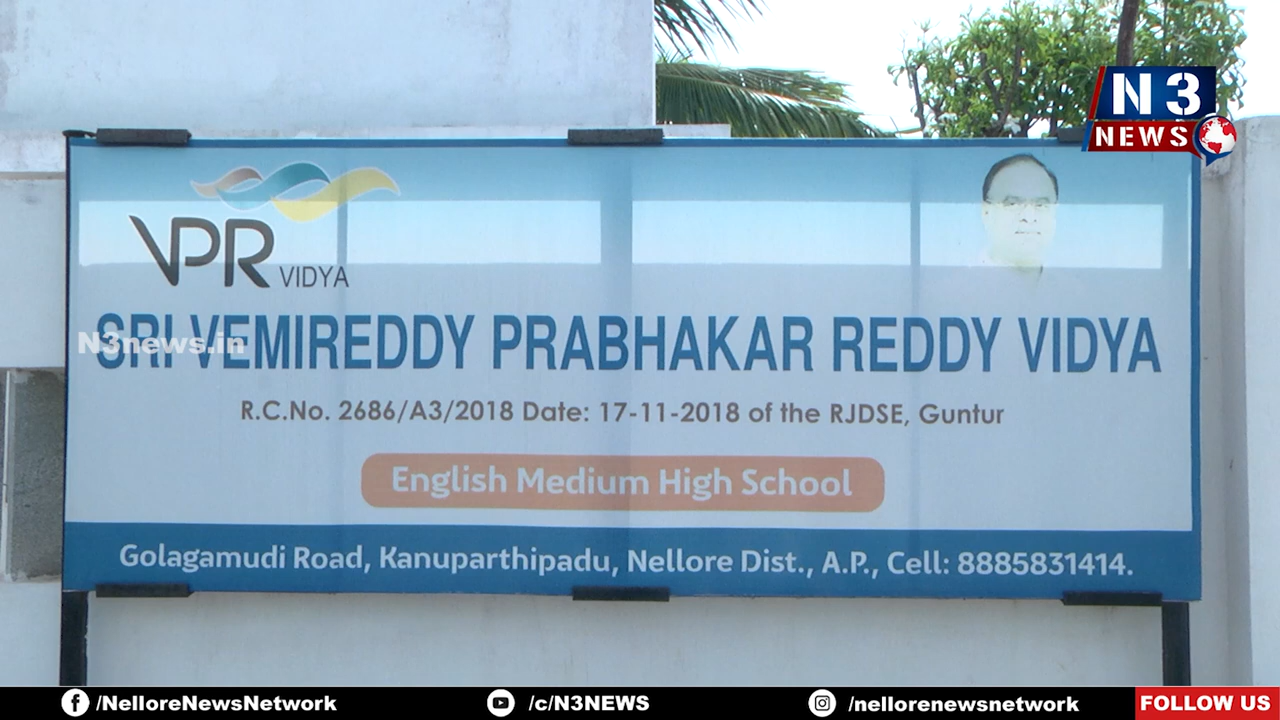 N3
NEWS
VPR VIDYA
SRI VEMIREDDY PRABHAKAR REDDY VIDYA
N3news.in
R.C.No. 2686/A3/2018 Date: 17-11-2018 of the RJDSE, Guntur
English Medium High School
Golagamudi Road, Kanuparthipadu, Nellore Dist., A.P., Cell: 8885831414.
/NelloreNewsNetwork /c/N3NEWS /nellorenewsnetwork FOLLOW US